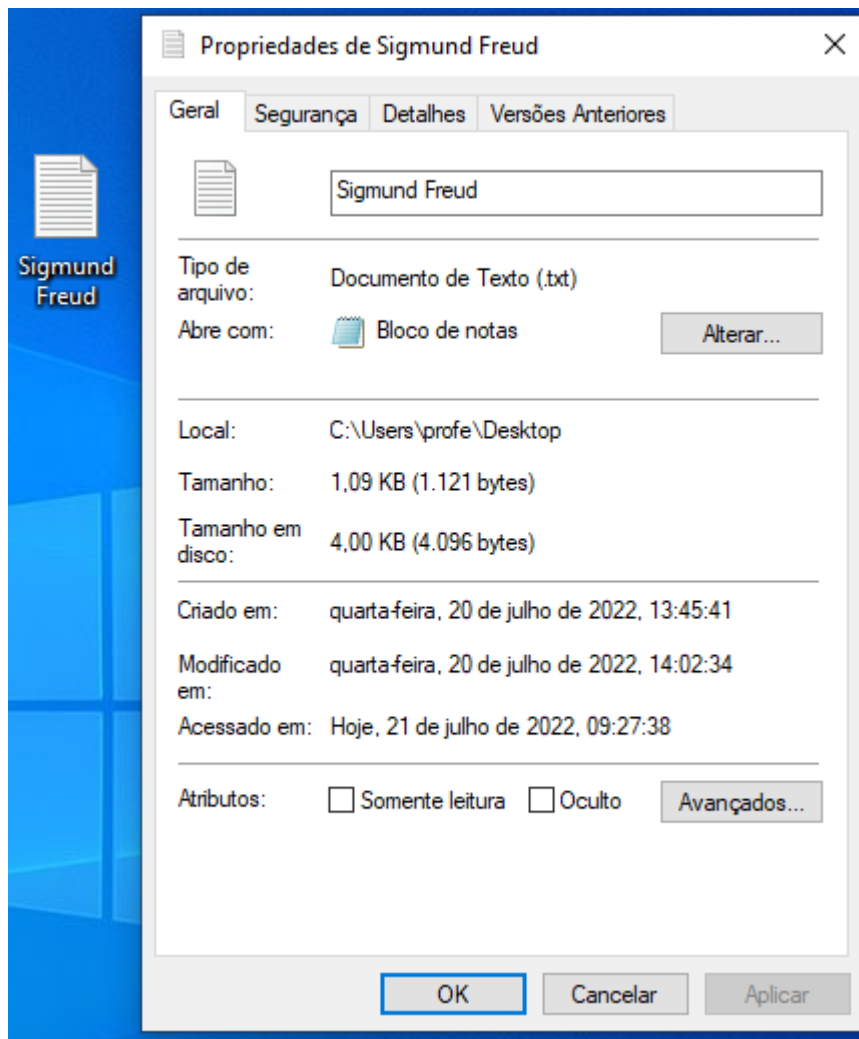 Propriedades de Sigmund Freud
Geral Segurança Detalhes Versões Anteriores
Sigmund Freud
Sigmund
Freud
Tipo de
arquivo:
Documento de Texto (.txt)
Abre com: Bloco de notas Alterar...
Local: C:\Users\profe\Desktop
Tamanho: 1,09 KB (1.121 bytes)
Tamanho em
disco:
4,00 KB (4.096 bytes)
Criado em: quarta-feira, 20 de julho de 2022, 13:45:41
Modificado
em:
quarta-feira, 20 de julho de 2022, 14:02:34
Acessado em: Hoje, 21 de julho de 2022, 09:27:38
Atributos: Somente leitura Oculto Avançados...
OK Cancelar Aplicar